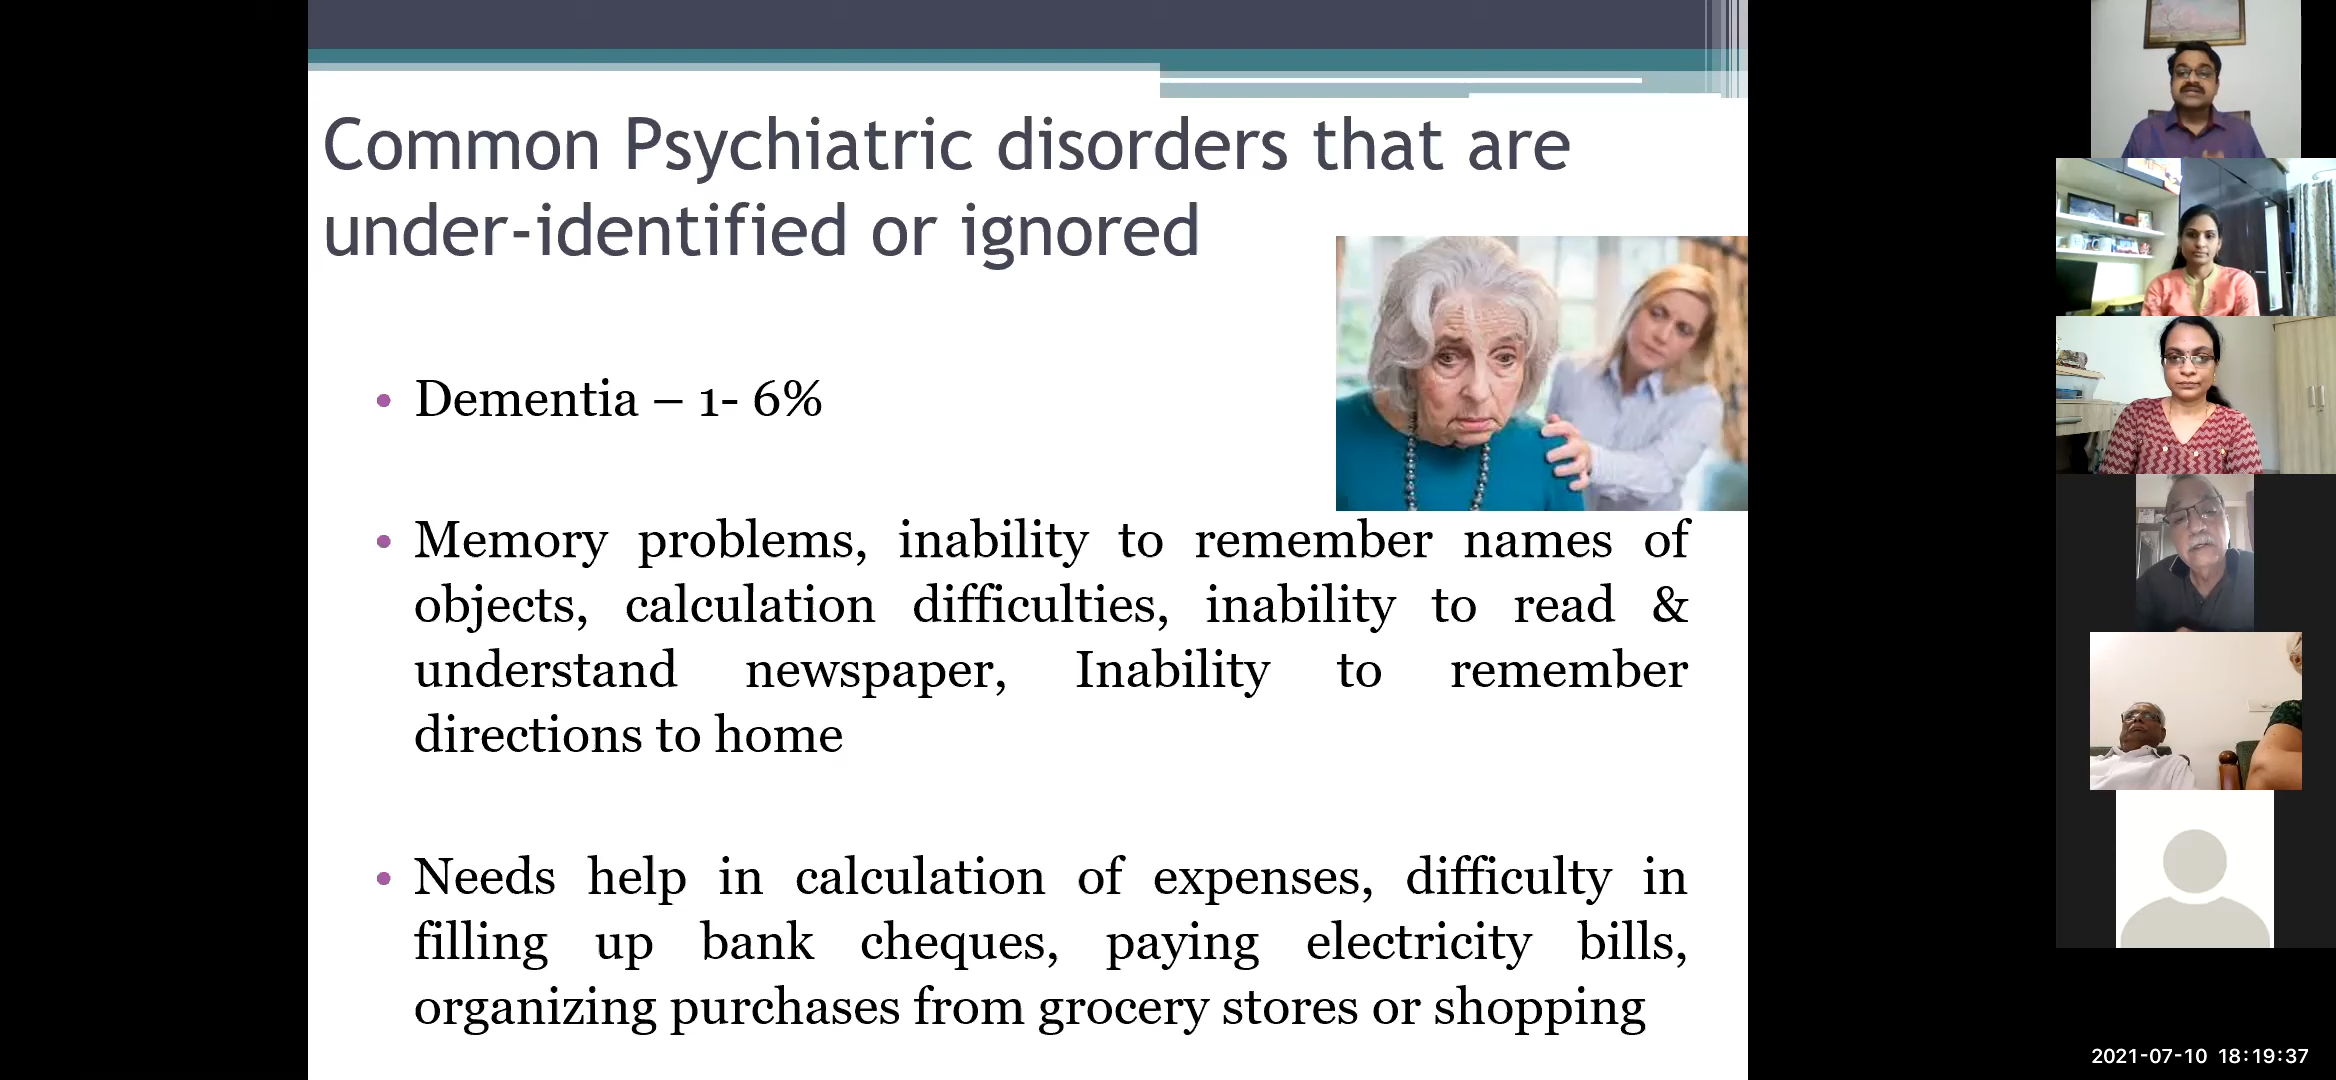 Common Psychiatric disorders that are
under-identified or ignored
• Dementia – 1- 6%
• Memory problems, inability to remember names of
objects, calculation difficulties, inability to read &
understand newspaper, Inability to remember
directions to home
• Needs help in calculation of expenses, difficulty in
filling up bank cheques, paying electricity bills,
organizing purchases from grocery stores or shopping
2021-07-10 18:19:37